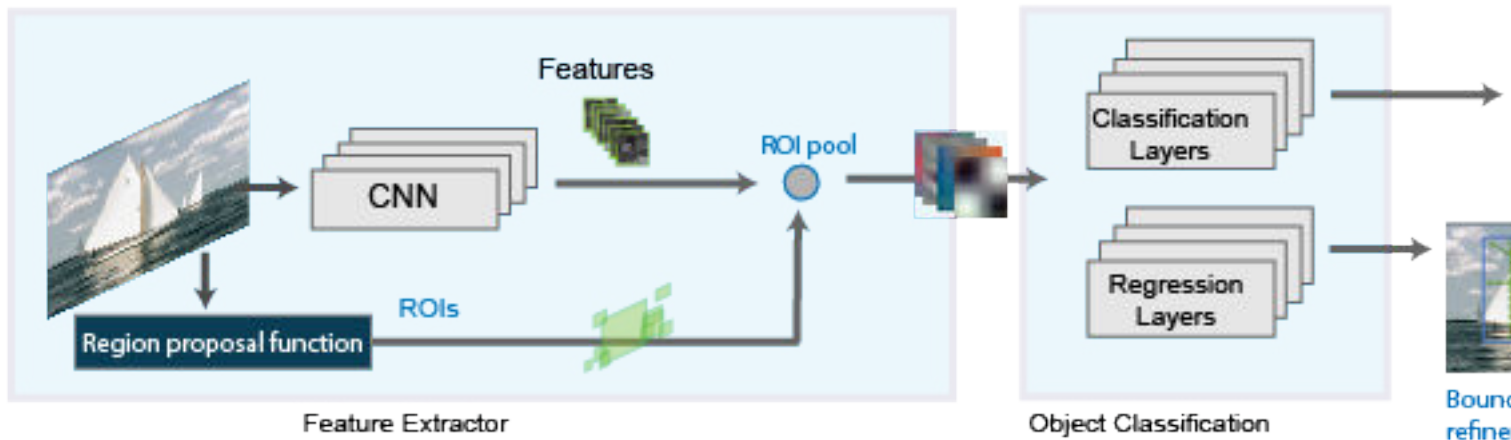 Features
ROI pool
CNN
ROIs
Region proposal function
Feature Extractor
Classification
Layers
Regression
Layers
Object Classification